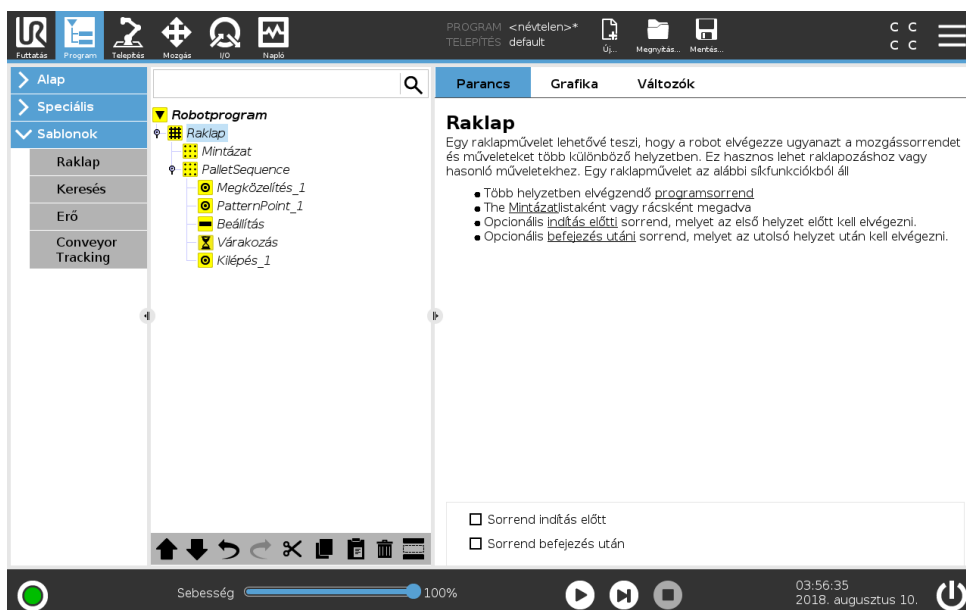 Futtatás
Program
Telepítés
Mozgás
I/O
Napló
PROGRAM <névtelen>*
TELEPÍTÉS default
Új...
Megnyitás...
Mentés...
C C
C C
Alap
Speciális
Sablonok
Raklap
Keresés
Erő
Conveyor
Tracking
Robotprogram
Raklap
Mintázat
PalletSequence
Megközelítés_1
PatternPoint_1
Beállítás
Várakozás
Kilépés_1
Parancs
Grafika
Változók
Raklap
Egy raklapművelet lehetővé teszi, hogy a robot elvégezze ugyanazt a mozgássorrendet
és műveleteket több különböző helyzetben. Ez hasznos lehet raklapozáshoz vagy
hasonló műveletekhez. Egy raklapművelet az alábbi síkfunkciókból áll
Több helyzetben elvégzendő programsorrend
The Mintázatlistaként vagy rácsként megadva
Opcionális indítás előtti sorrend, melyet az első helyzet előtt kell elvégezni.
Opcionális befejezés utáni sorrend, melyet az utolsó helyzet után kell elvégezni.
Sorrend indítás előtt
Sorrend befejezés után
Sebesség
100%
03:56:35
2018. augusztus 10.